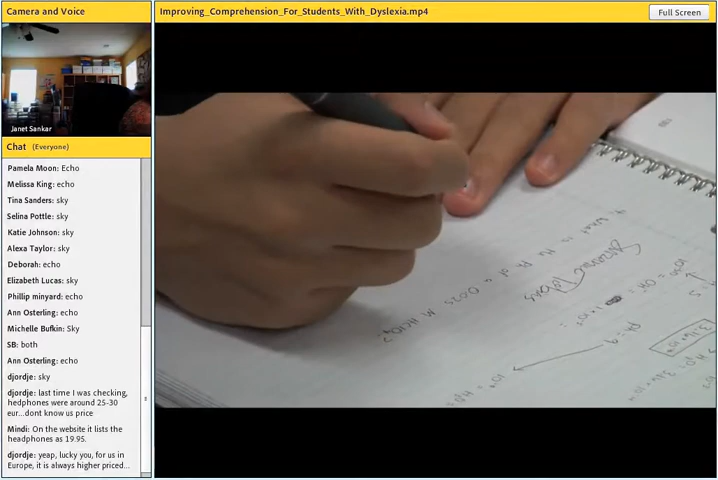 Camera and Voice
Janet Sankar
Chat (Everyone)
Pamela Moon: Echo
Melissa King: echo
Tina Sanders: sky
Selina Pottle: sky
Katie Johnson: sky
Alexa Taylor: sky
Deborah: echo
Elizabeth Lucas: sky
Phillip minyard: echo
Ann Osterling: echo
Michelle Bufkin: Sky
SB: both
Ann Osterling: echo
djordje: sky
djordje: last time I was checking,
hedphones were around 25-30
eur...dont know us price
Mindi: On the website it lists the
headphones as 19.95.
djordje: yeap, lucky you, for us in
Europe, it is always higher priced...
Improving_Comprehension_For_Students_With_Dyslexia.mp4
Full Screen